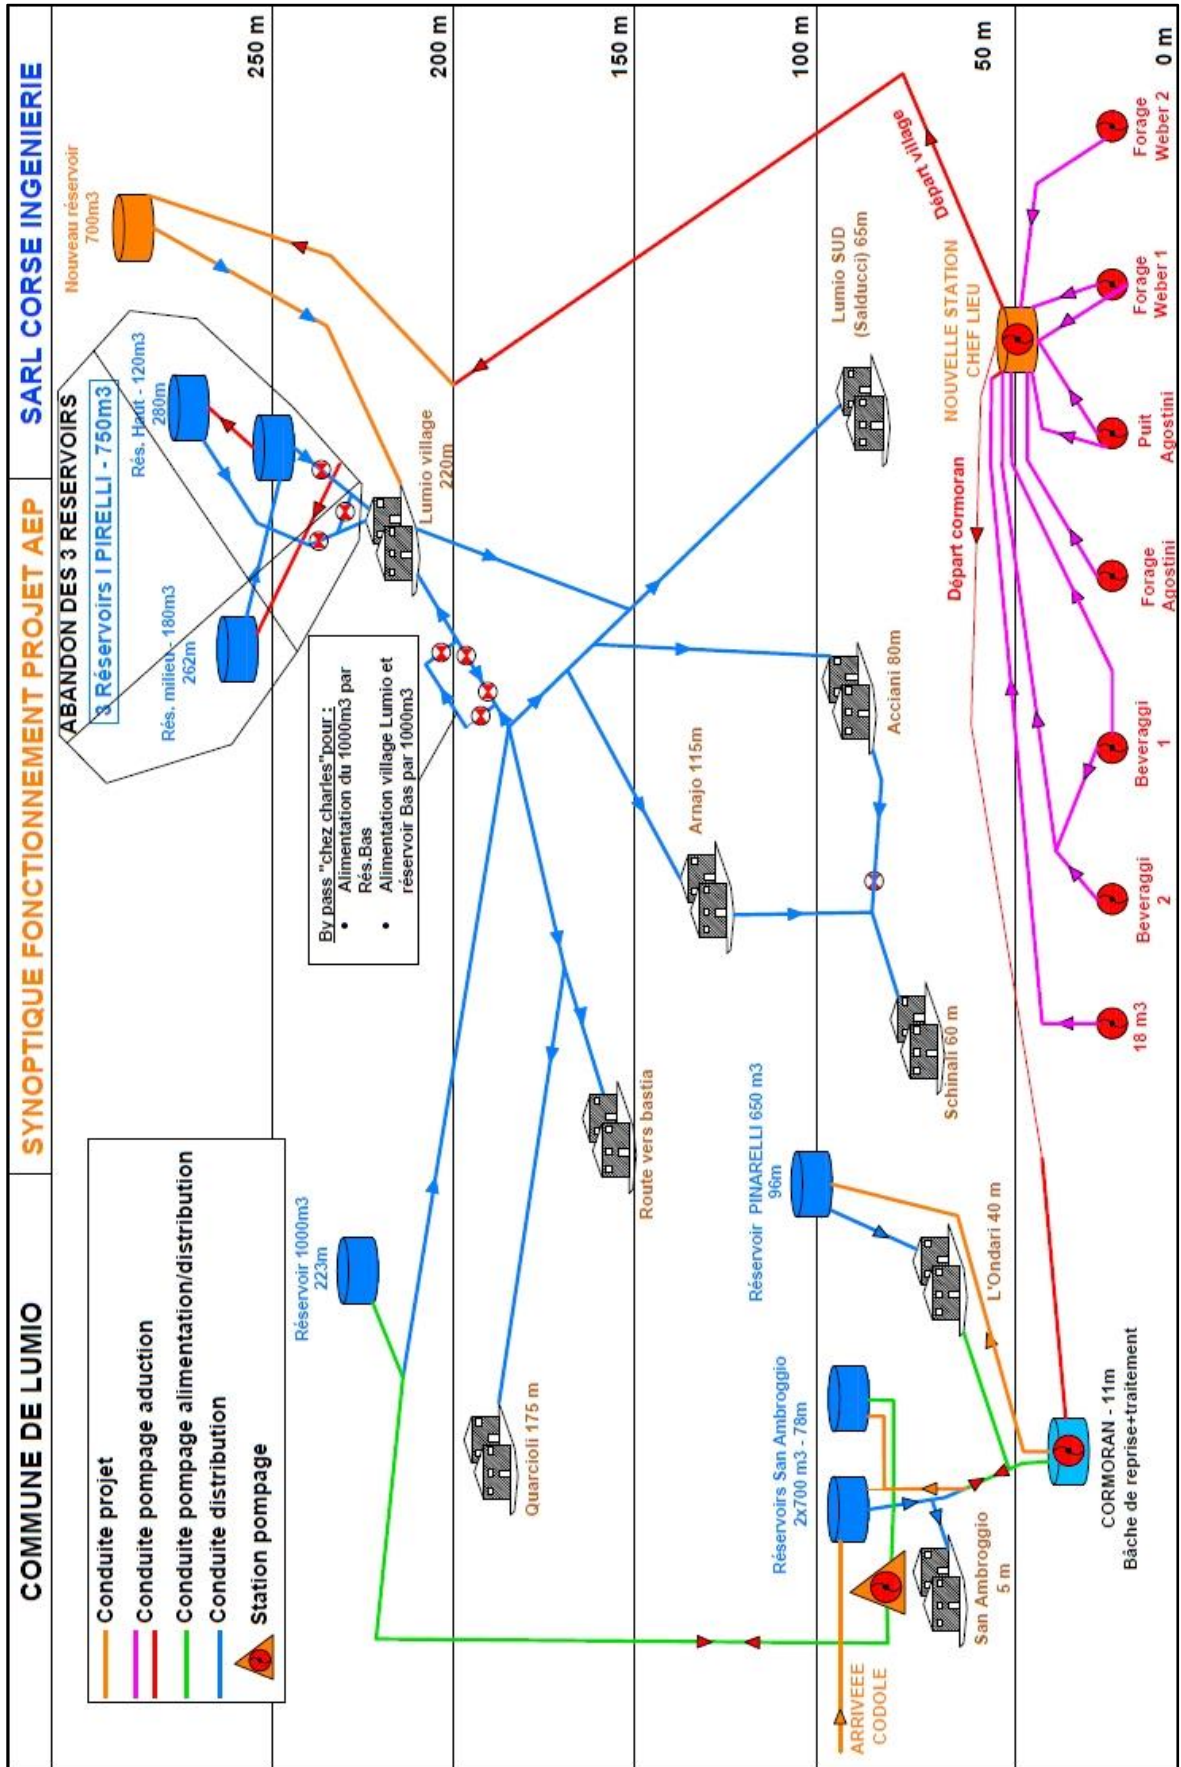 COMMUNE DE LUMIO
SYNOPTIQUE FONCTIONNEMENT PROJET AEP
SARL CORSE INGENIERIE
Conduite projet
Conduite pompage aduction
Conduite pompage alimentation/distribution
Conduite distribution
Station pompage
ABANDON DES 3 RESERVOIRS
3 Réservoirs I PIRELLI - 750m3
Rés. Haut - 120m3
280m
Rés. milieu - 180m3
262m
Nouveau réservoir
700m3
250 m
200 m
150 m
100 m
50 m
0 m
Réservoir 1000m3
223m
By pass "chez charles"pour :
• Alimentation du 1000m3 par
Rés.Bas
• Alimentation village Lumio et
réservoir Bas par 1000m3
Lumio village
220m
Quarcioli 175 m
Route vers bastia
Arnajo 115m
Acciani 80m
Lumio SUD
(Salducci) 65m
Réservoirs San Ambroggio
2x700 m3 - 78m
Réservoir PINARELLI 650 m3
96m
L'Ondari 40 m
Schinali 60 m
ARRIVEEE
CODOLE
San Ambroggio
5 m
CORMORAN - 11m
Bâche de reprise+traitement
Départ cormoran
Départ village
NOUVELLE STATION
CHEF LIEU
18 m3
Beveraggi
2
Beveraggi
1
Forage
Agostini
Puit
Agostini
Forage
Weber 1
Forage
Weber 2